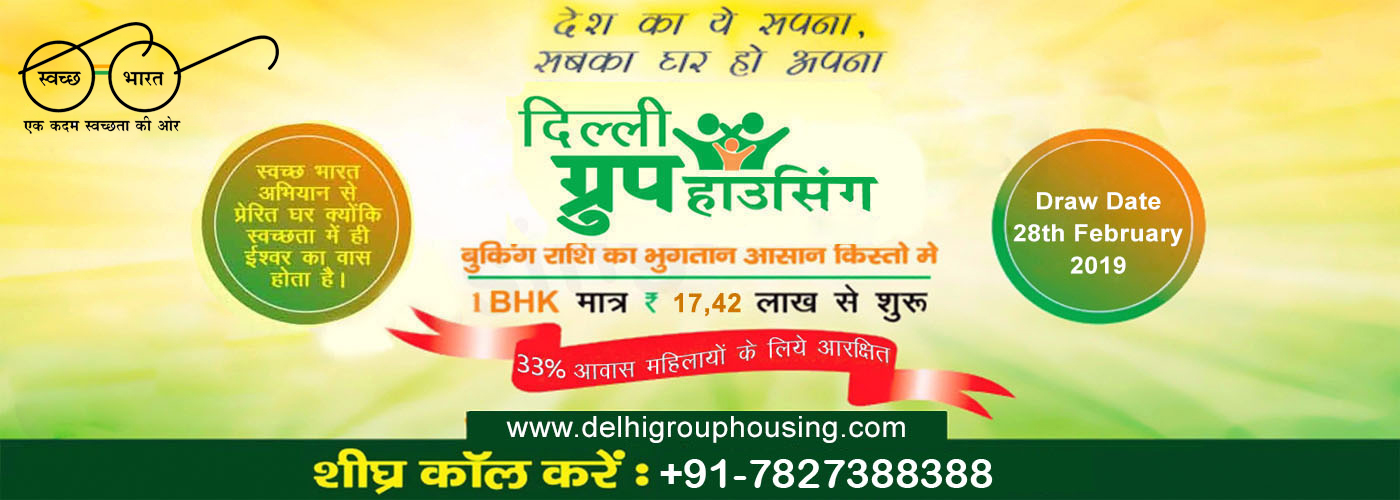 देश का ये सपना,
सबका घर हो अपना
स्वच्छ भारत
एक कदम स्वच्छता की ओर
दिल्ली
ग्रुप हाउसिंग
स्वच्छ भारत
अभियान से
प्रेरित घर क्योंकि
स्वच्छता में ही
ईश्वर का वास
होता है।
Draw Date
28th February
2019
बुकिंग राशि का भुगतान आसान किस्तो मे
1 BHK मात्र ₹ 17,42 लाख से शुरू
33% आवास महिलायों के लिये आरक्षित
www.delhigrouphousing.com
शीघ्र कॉल करें : +91-7827388388